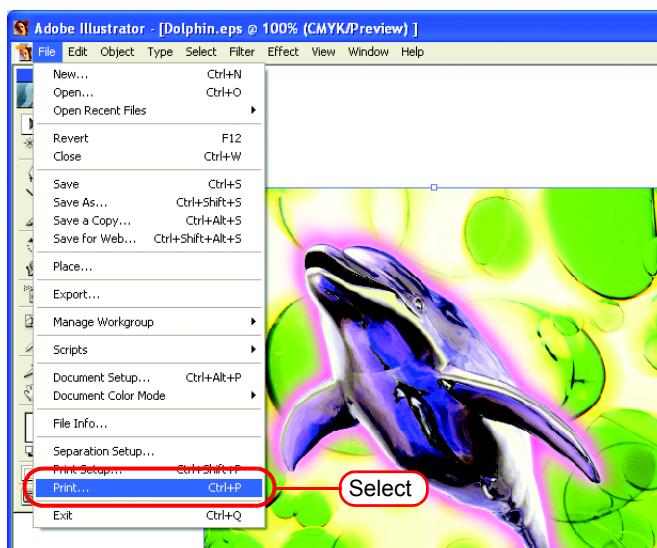 Adobe Illustrator - [Dolphin.eps @ 100% (CMYK/Preview) ]
File Edit Object Type Select Filter Effect View Window Help
New... Ctrl+N
Open... Ctrl+O
Open Recent Files
Revert F12
Close Ctrl+W
Save Ctrl+S
Save As... Ctrl+Shift+S
Save a Copy... Ctrl+Alt+S
Save for Web... Ctrl+Shift+Alt+S
Place...
Export...
Manage Workgroup
Scripts
Document Setup... Ctrl+Alt+P
Document Color Mode
File Info...
Separation Setup...
Print Setup... Ctrl+Shift+P
Print... Ctrl+P
Select
Exit Ctrl+Q